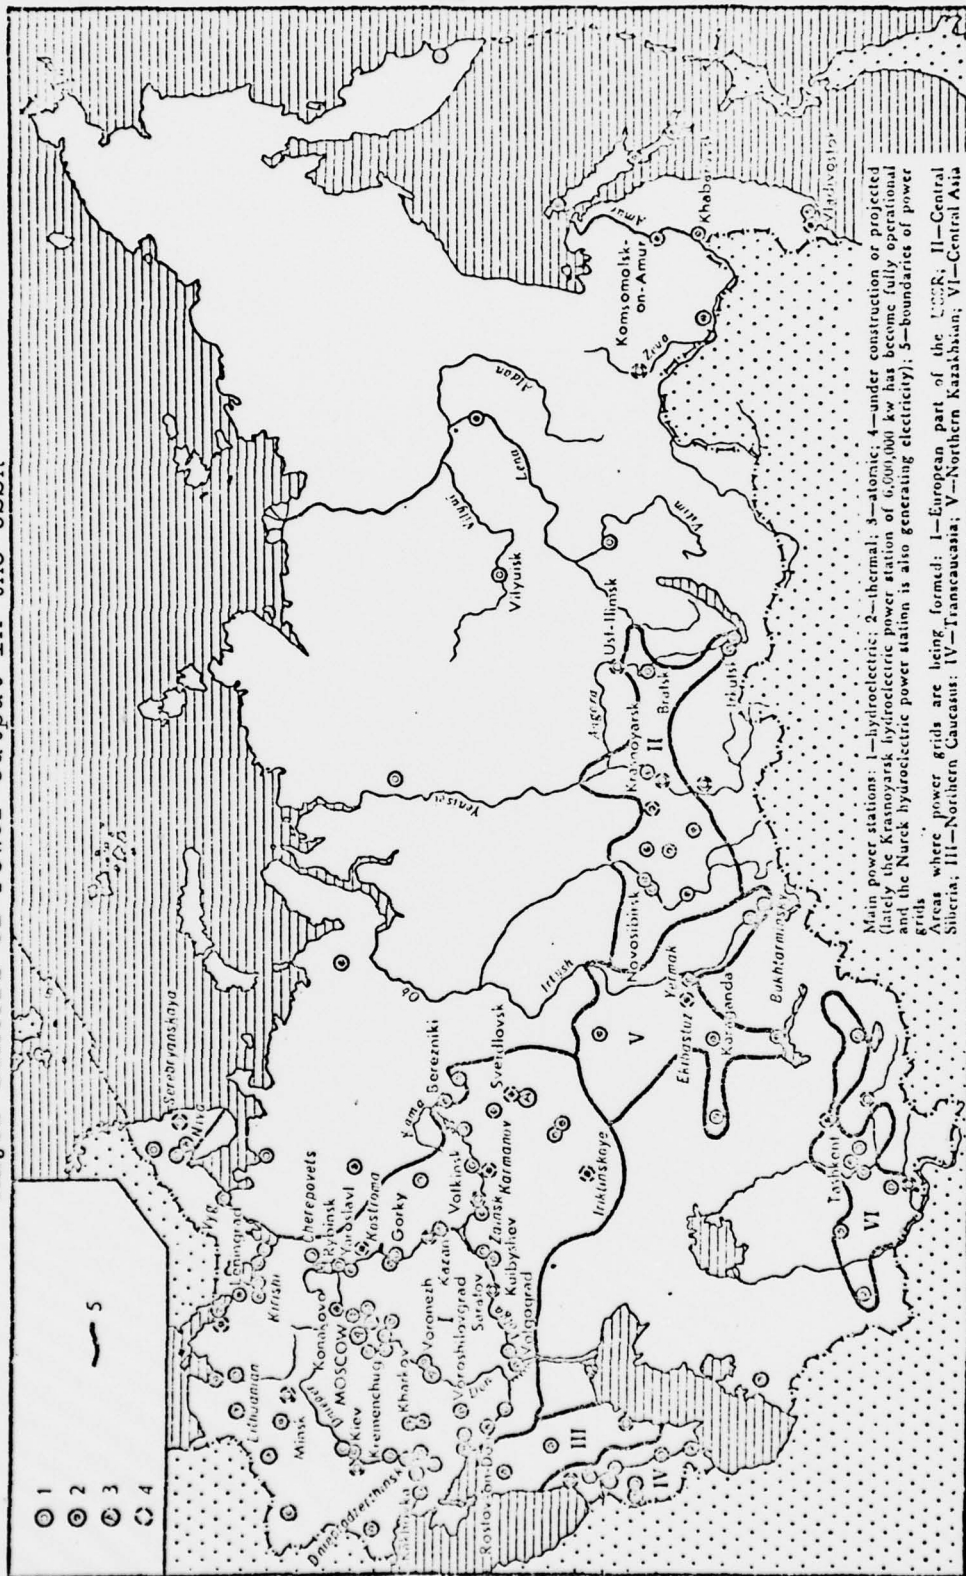 1
2
3
4
5
Serebryanskaya
Niva
Vyg
Leningrad
Kirishi
Lithuanian
Minsk
Cherepovets
Rybinsk
Yaroslavl
Kostroma
Konakovo
MOSCOW
Gorky
Kama
Berezniki
Sverdlovsk
Votkinsk
Karmanov
Kazan
Zainsk
Kuibyshev
Saratov
I
Voronezh
Voroshilovgrad
Volgograd
Don
Dnieper
Kiev
Kremenchug
Kharkov
Dneprodzerzhinsk
Rostov-on-Don
Iriklinskoye
III
IV
V
VI
Tashkent
Ob
Irtysh
Yermak
Ekibastuz
Karaganda
Bukhtarminsky
Novosibirsk
Krasnoyarsk
II
Yenisei
Angara
Ust-Ilimsk
Bratsk
Irkutsk
Vilyui
Vilyuisk
Lena
Aldan
Vitim
Zeya
Komsomolsk-
on-Amur
Amur
Khabarovsk
Vladivostok
Main power stations: 1—hydroelectric; 2—thermal; 3—atomic; 4—under construction or projected
(lately the Krasnoyarsk hydroelectric power station of 6,000,000 kw has become fully operational
and the Nurek hydroelectric power station is also generating electricity); 5—boundaries of power
grids
Areas where power grids are being formed: I—European part of the USSR; II—Central
Siberia; III—Northern Caucasus; IV—Transcaucasia; V—Northern Kazakhstan; VI—Central Asia